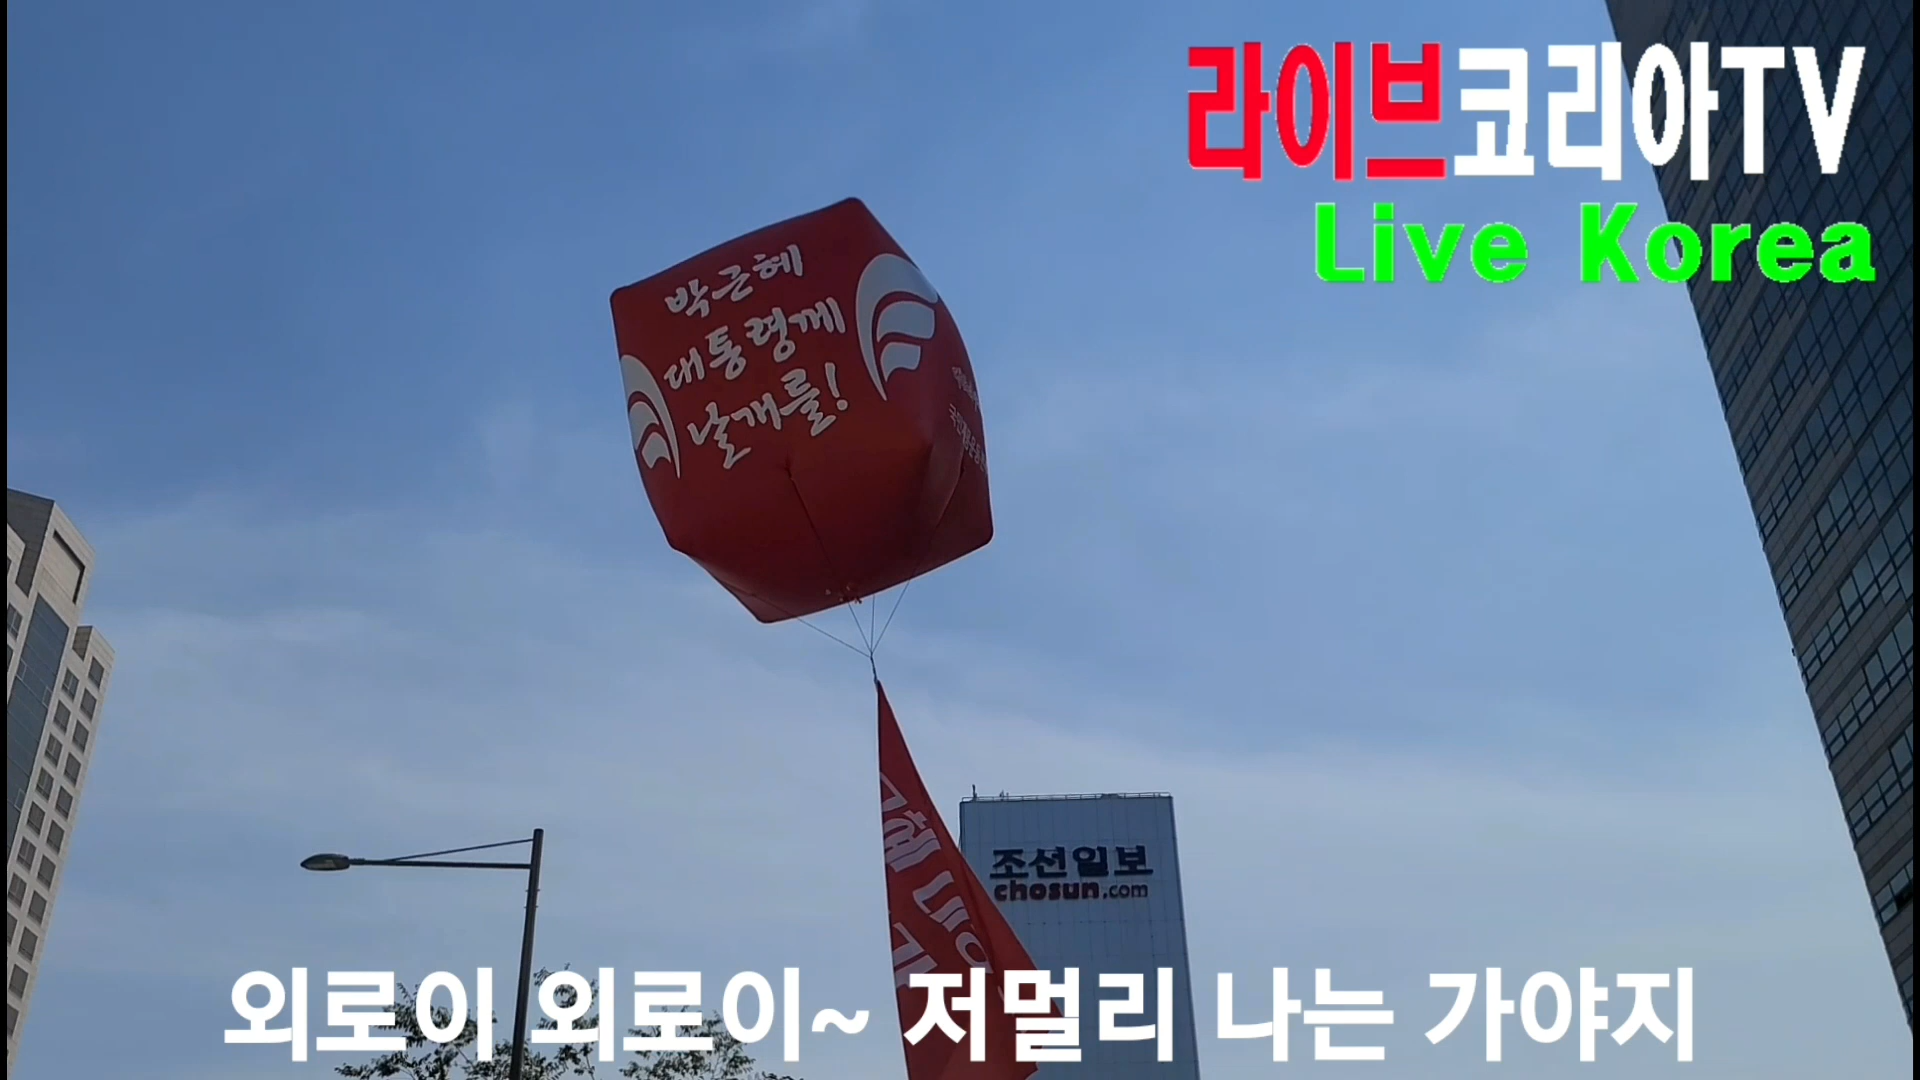 라이브코리아TV
Live Korea
박근혜
대통령께
날개를!
조선일보
chosun.com
외로이 외로이~ 저멀리 나는 가야지